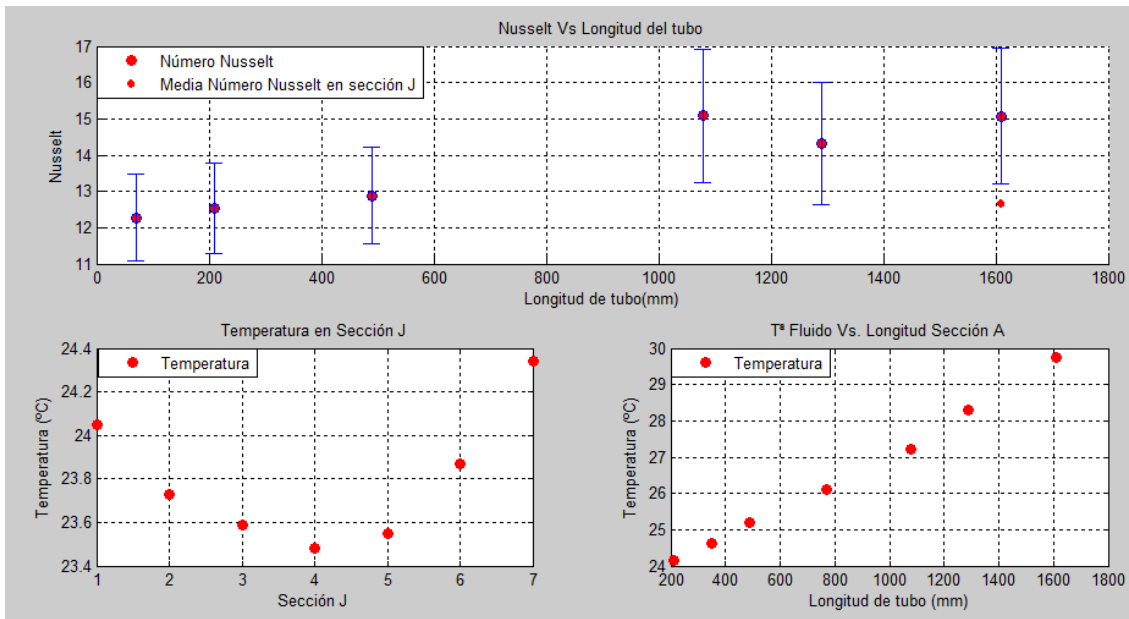 Nusselt Vs Longitud del tubo
Número Nusselt
Media Número Nusselt en sección J
Nusselt
17
16
15
14
13
12
11
0 200 400 600 800 1000 1200 1400 1600 1800
Longitud de tubo(mm)
Temperatura en Sección J
Temperatura
Temperatura (ºC)
24.4
24.2
24
23.8
23.6
23.4
1 2 3 4 5 6 7
Sección J
Tª Fluido Vs. Longitud Sección A
Temperatura
Temperatura (ºC)
30
29
28
27
26
25
24
200 400 600 800 1000 1200 1400 1600 1800
Longitud de tubo (mm)